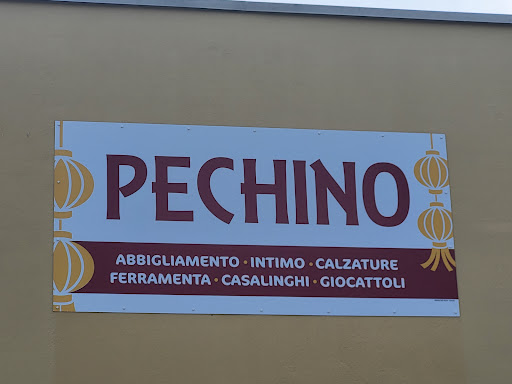 PECHINO
ABBIGLIAMENTO · INTIMO · CALZATURE
FERRAMENTA · CASALINGHI · GIOCATTOLI